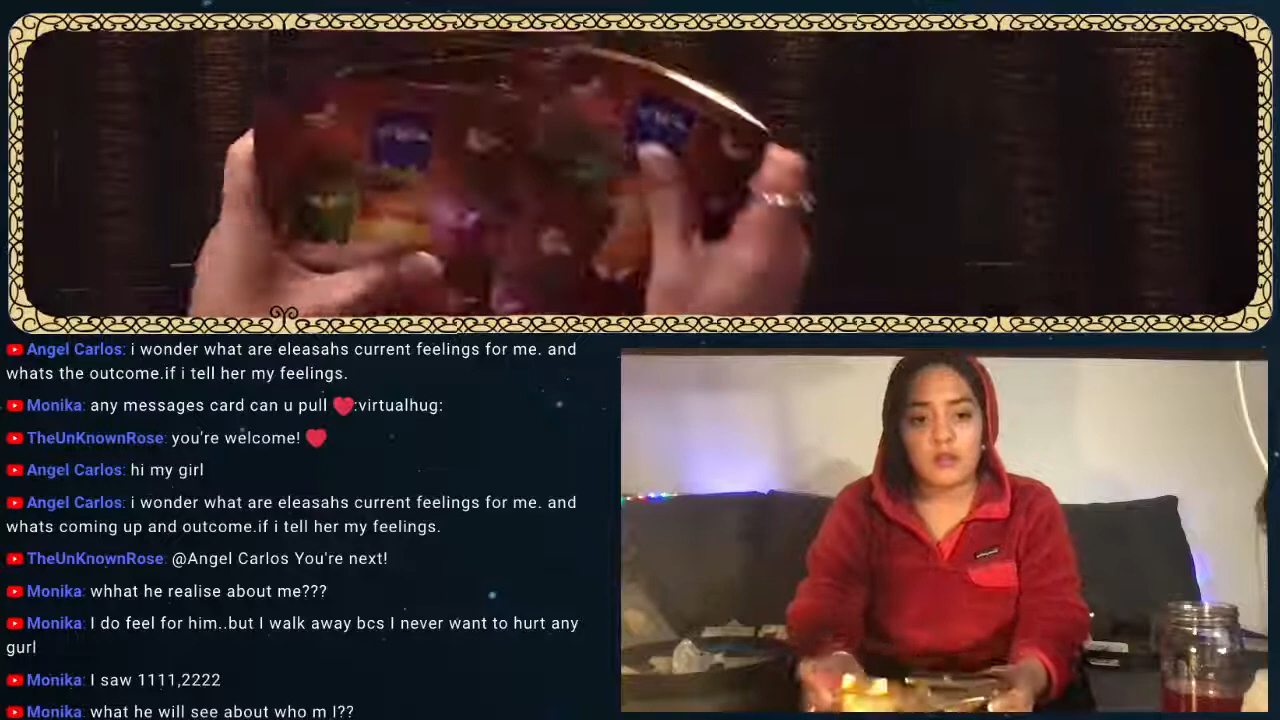 Angel Carlos: i wonder what are eleasahs current feelings for me. and
whats the outcome.if i tell her my feelings.
Monika: any messages card can u pull ❤️:virtualhug:
TheUnKnownRose: you're welcome! ❤️
Angel Carlos: hi my girl
Angel Carlos: i wonder what are eleasahs current feelings for me. and
whats coming up and outcome.if i tell her my feelings.
TheUnKnownRose: @Angel Carlos You're next!
Monika: whhat he realise about me???
Monika: I do feel for him..but I walk away bcs I never want to hurt any
gurl
Monika: I saw 1111,2222
Monika: what he will see about who m I??